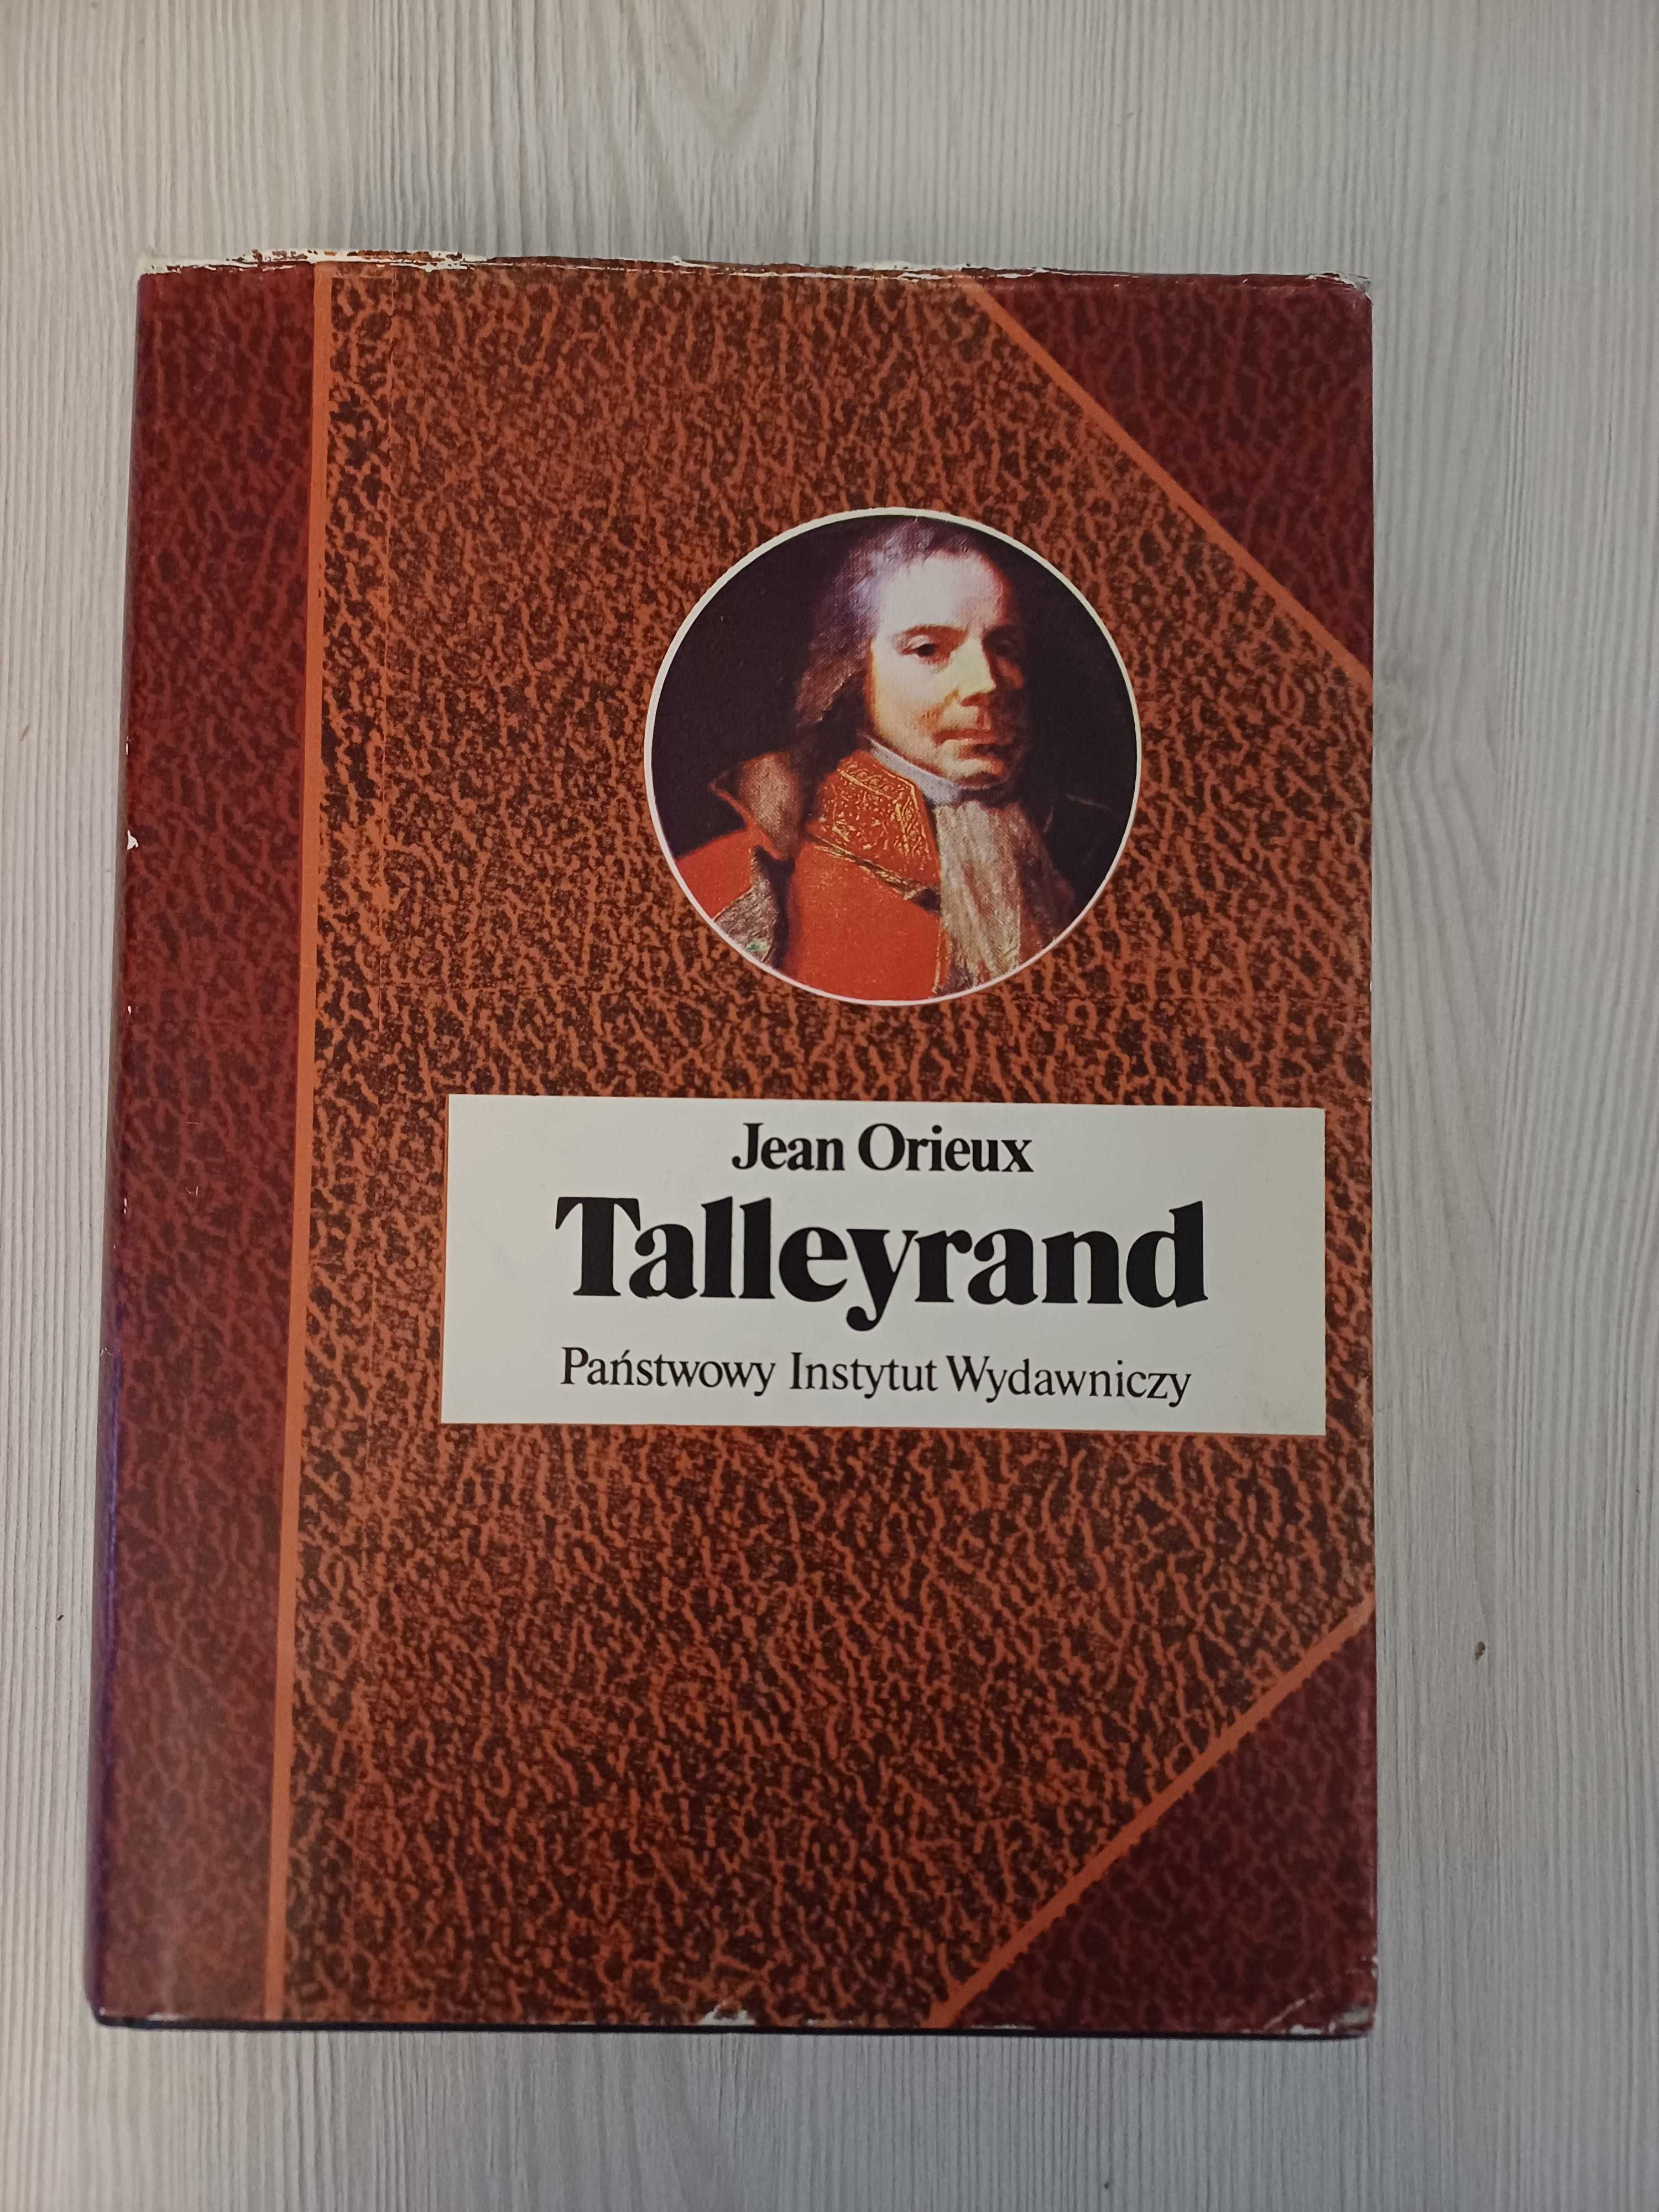 Jean Orieux
Talleyrand
Państwowy Instytut Wydawniczy